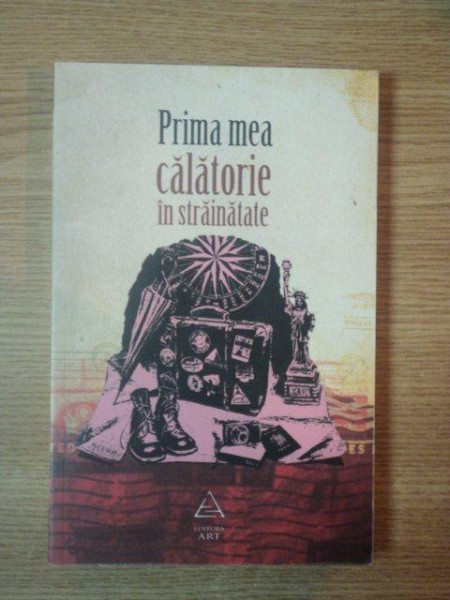 Prima mea
călătorie
în străinătate
EDITURA
ART